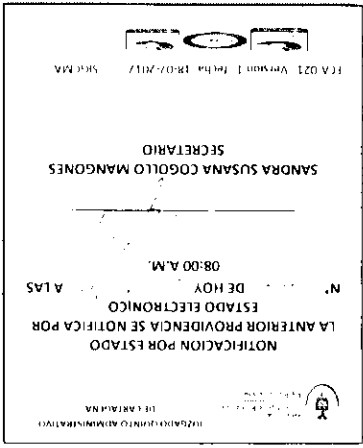 JUZGADO QUINTO ADMINISTRATIVO
DE CARTAGENA
NOTIFICACION POR ESTADO
LA ANTERIOR PROVIDENCIA SE NOTIFICA POR
ESTADO ELECTRONICO
N° DE HOY A LAS
08:00 A.M.
SANDRA SUSANA COGOLLO MANGONES
SECRETARIO
FCA 021 Version 1 fecha 18-07-2017 SIGCMA